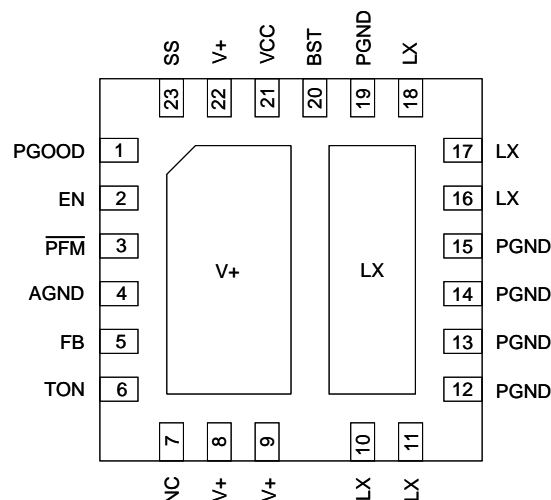 SS V+ VCC BST PGND LX
23 22 21 20 19 18
PGOOD 1 17 LX
EN 2 16 LX
PFM 3 15 PGND
AGND 4 V+ LX 14 PGND
FB 5 13 PGND
TON 6 12 PGND
7 8 9 10 11
NC V+ V+ LX LX